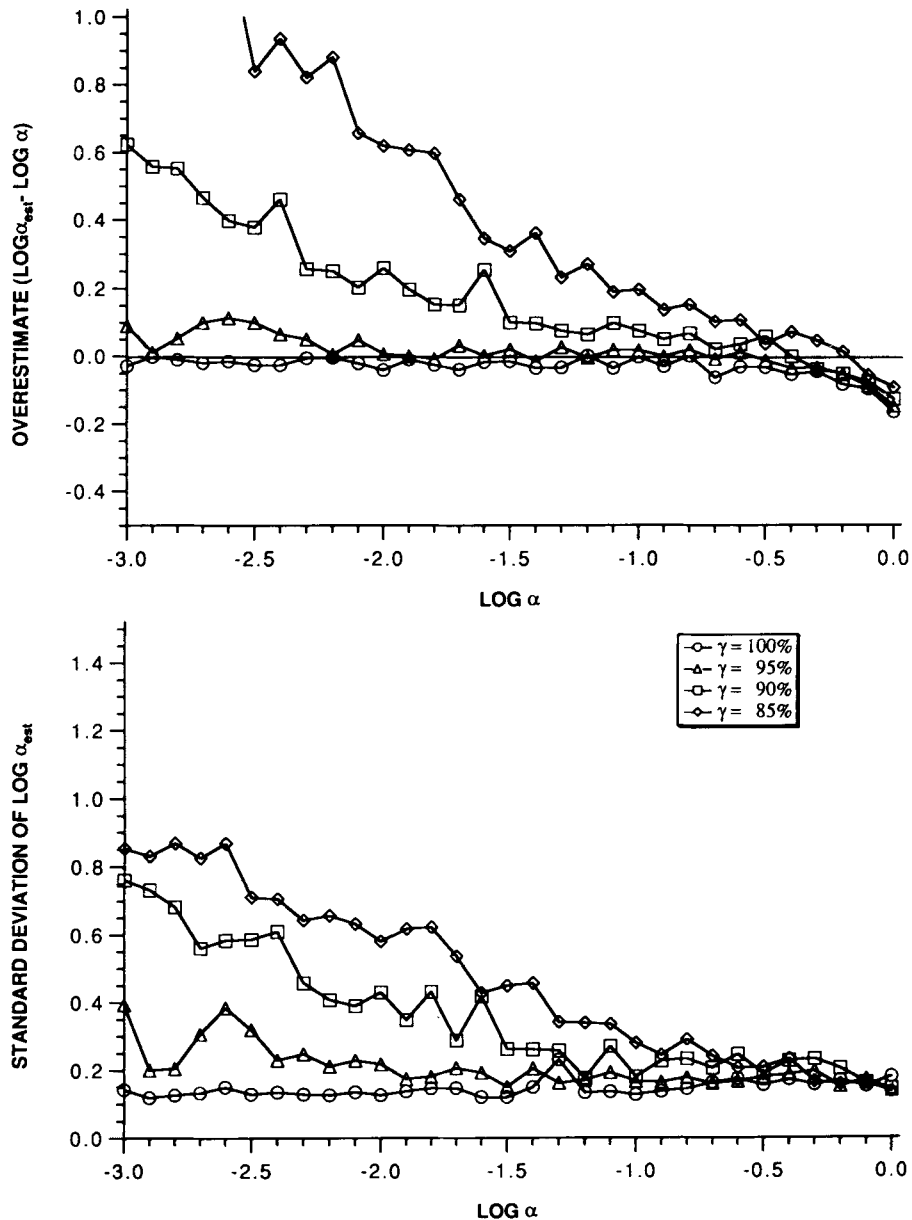 1.0
0.8
0.6
0.4
0.2
0.0
-0.2
-0.4
OVERESTIMATE (LOGαest- LOG α)
-3.0 -2.5 -2.0 -1.5 -1.0 -0.5 0.0
LOG α
γ = 100%
γ = 95%
γ = 90%
γ = 85%
1.4
1.2
1.0
0.8
0.6
0.4
0.2
0.0
STANDARD DEVIATION OF LOG αest
-3.0 -2.5 -2.0 -1.5 -1.0 -0.5 0.0
LOG α